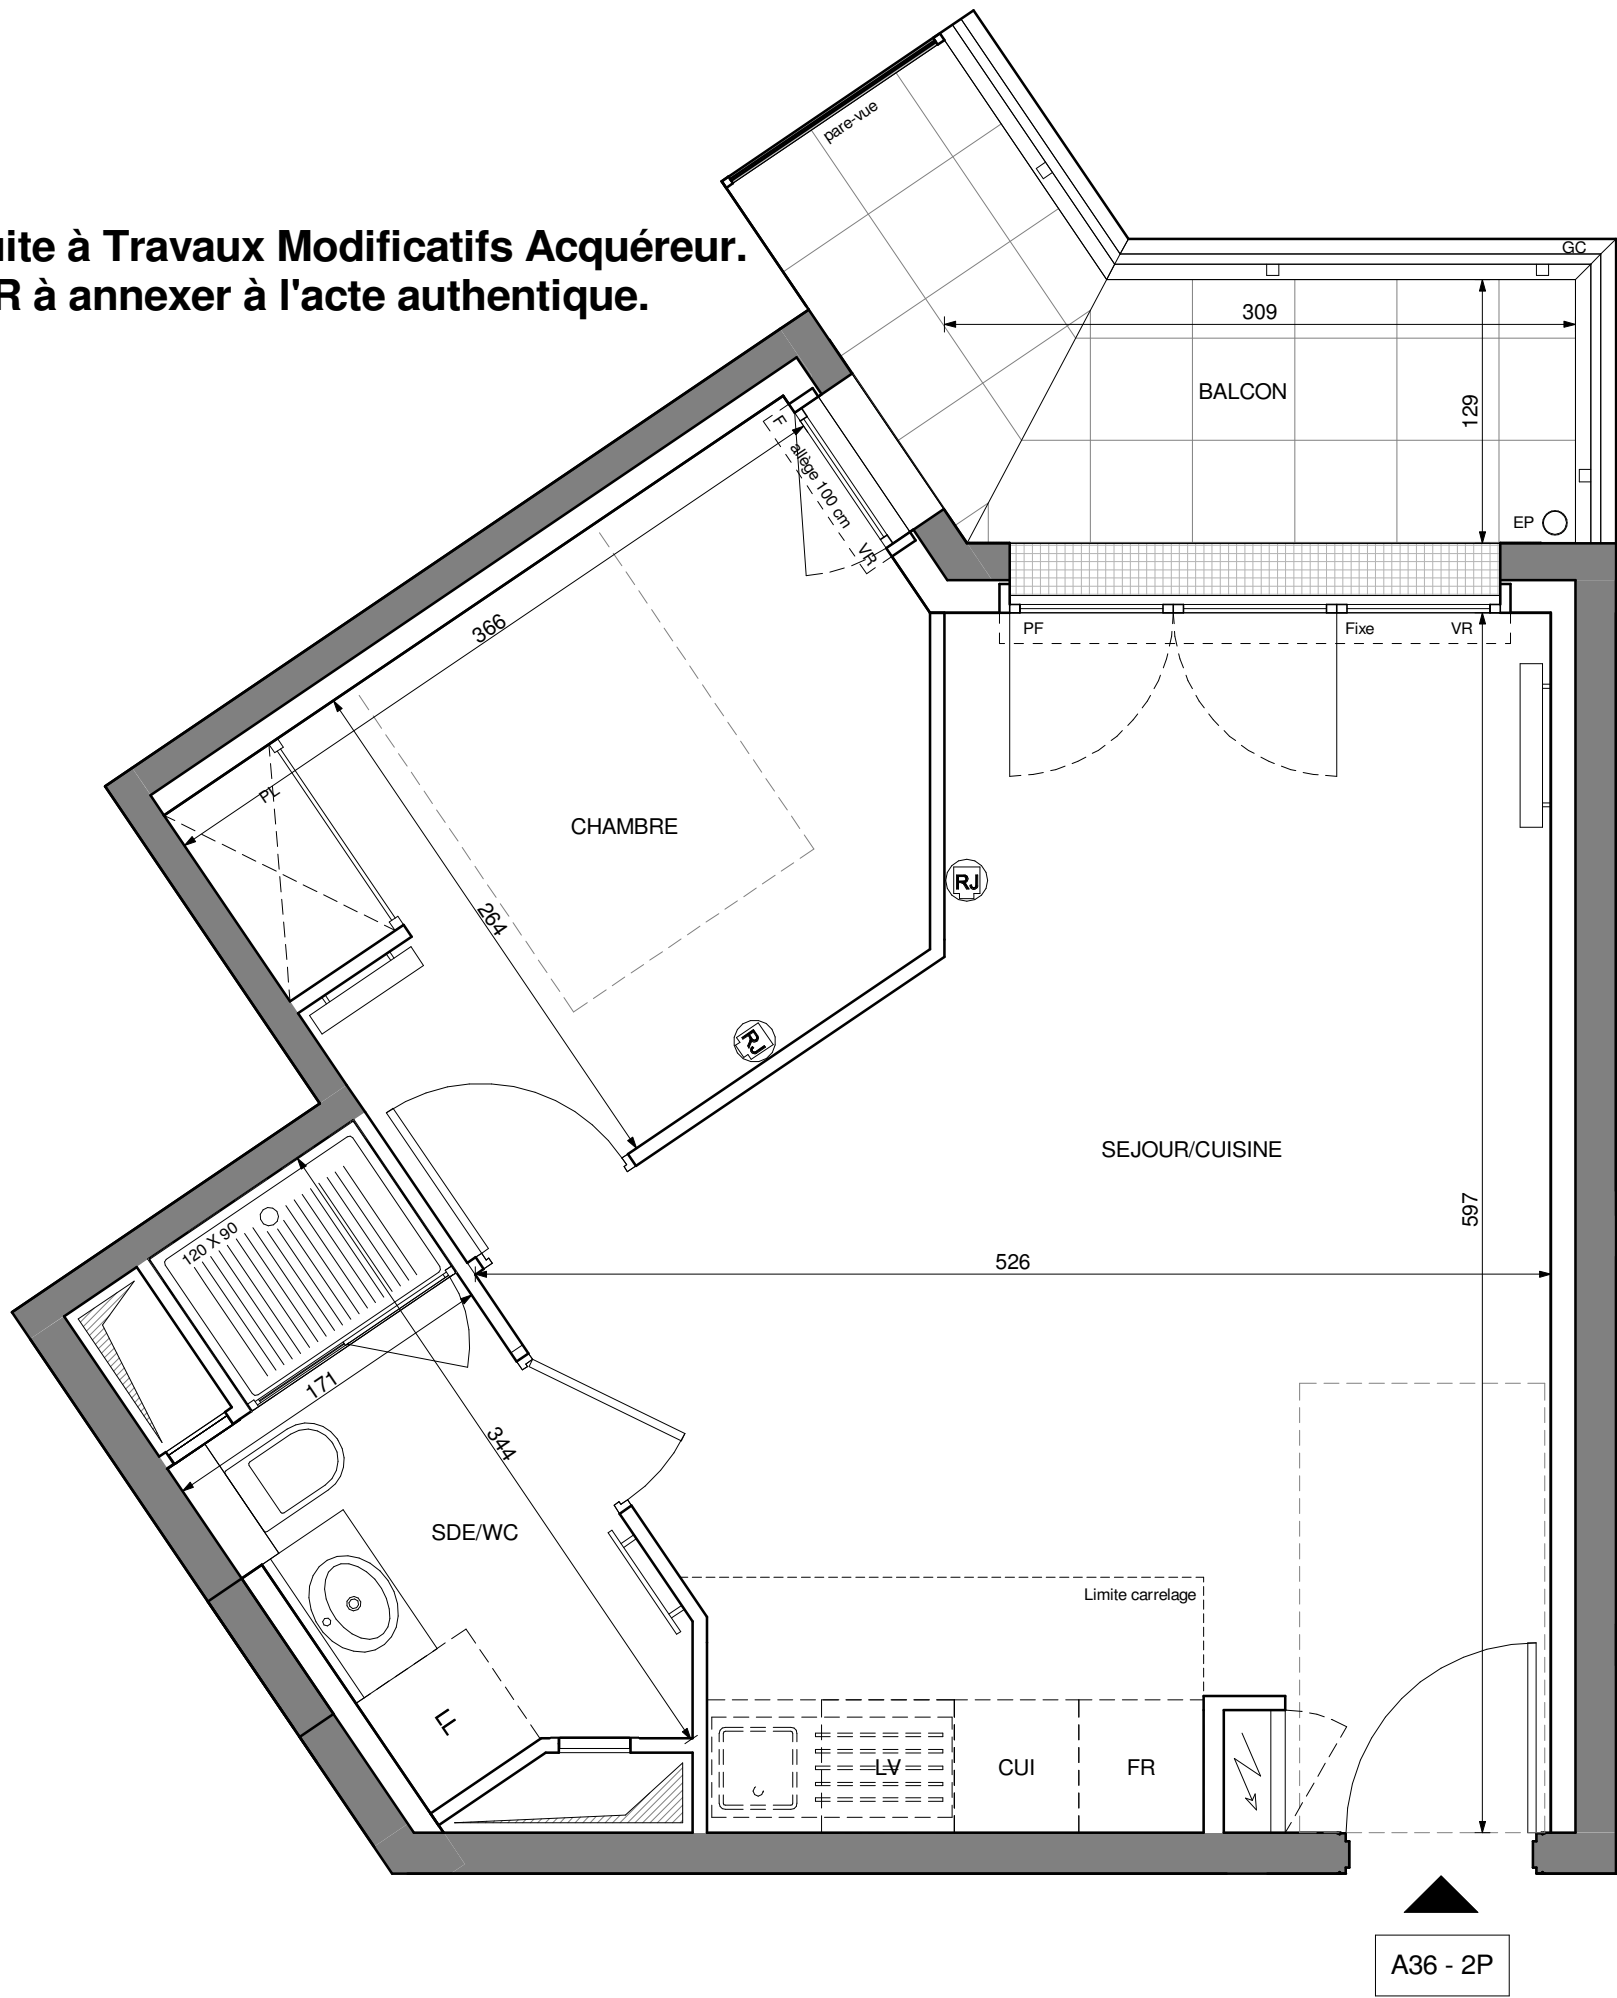 uite à Travaux Modificatifs Acquéreur.
R à annexer à l'acte authentique.
pare-vue
GC
309
BALCON
129
EP
F
allège 100 cm
VR
PF
Fixe
VR
366
PL
CHAMBRE
264
RJ
RJ
SEJOUR/CUISINE
597
526
120 X 90
171
344
SDE/WC
Limite carrelage
LL
LV
CUI
FR
A36 - 2P